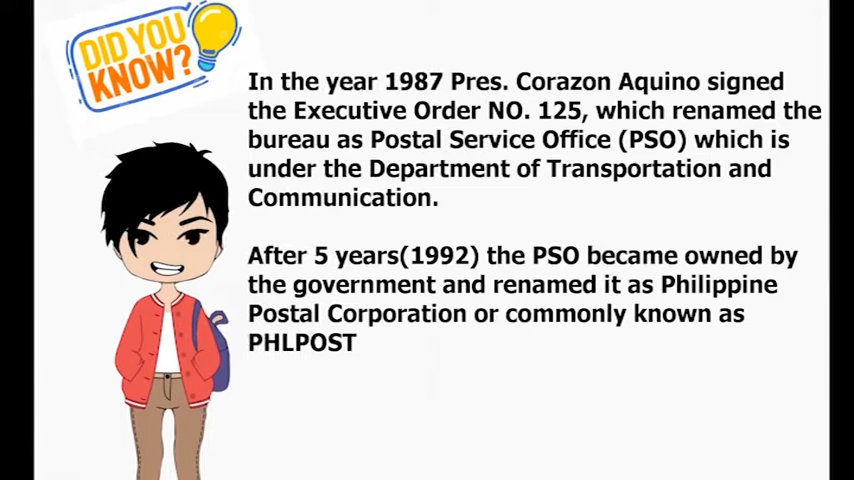 DID YOU
KNOW?
In the year 1987 Pres. Corazon Aquino signed
the Executive Order NO. 125, which renamed the
bureau as Postal Service Office (PSO) which is
under the Department of Transportation and
Communication.
After 5 years(1992) the PSO became owned by
the government and renamed it as Philippine
Postal Corporation or commonly known as
PHLPOST